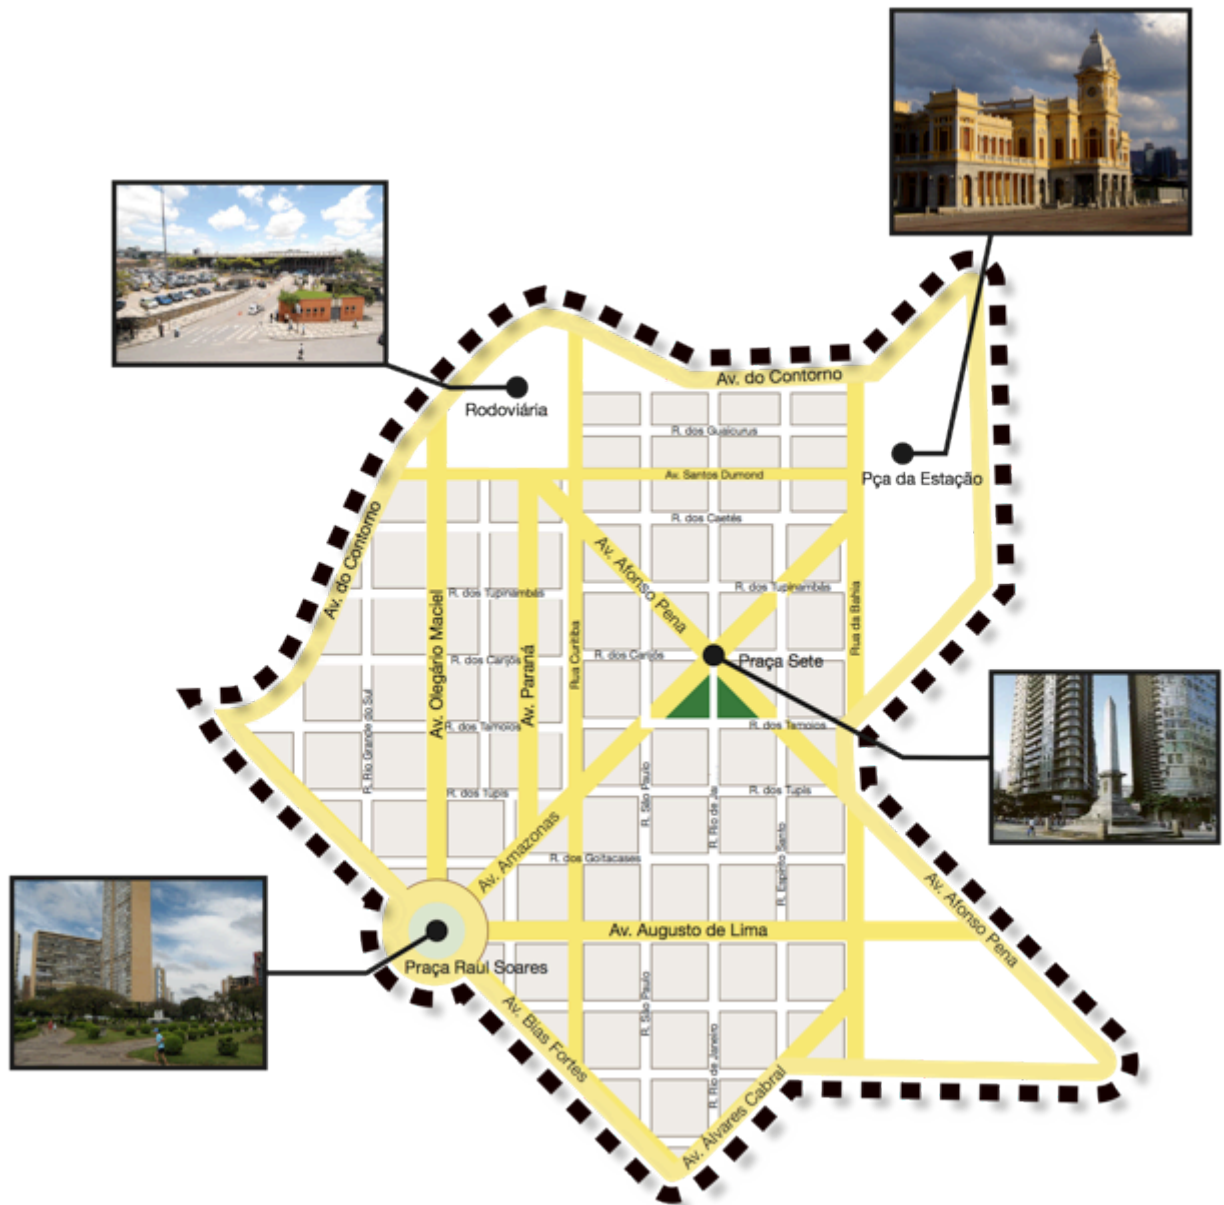 Av. do Contorno
Rodoviária
R. dos Guaicurus
Av. Santos Dumond
Pça da Estação
R. dos Caetés
Av. do Contorno
Av. Afonso Pena
R. dos Tupinambás
R. dos Tupinambás
Av. Olegário Maciel
Av. Paraná
Rua Curitiba
Rua da Bahia
R. dos Carijós
R. dos Carijós
Praça Sete
R. Rio Grande do Sul
R. dos Tamoios
R. dos Tamoios
R. dos Tupis
R. dos Tupis
R. São Paulo
R. Rio de Ja
R. Espírito Santo
Av. Amazonas
R. dos Goitacases
Av. Afonso Pena
Av. Augusto de Lima
Praça Raul Soares
R. São Paulo
Av. Bias Fortes
R. Rio de Janeiro
Av. Álvares Cabral